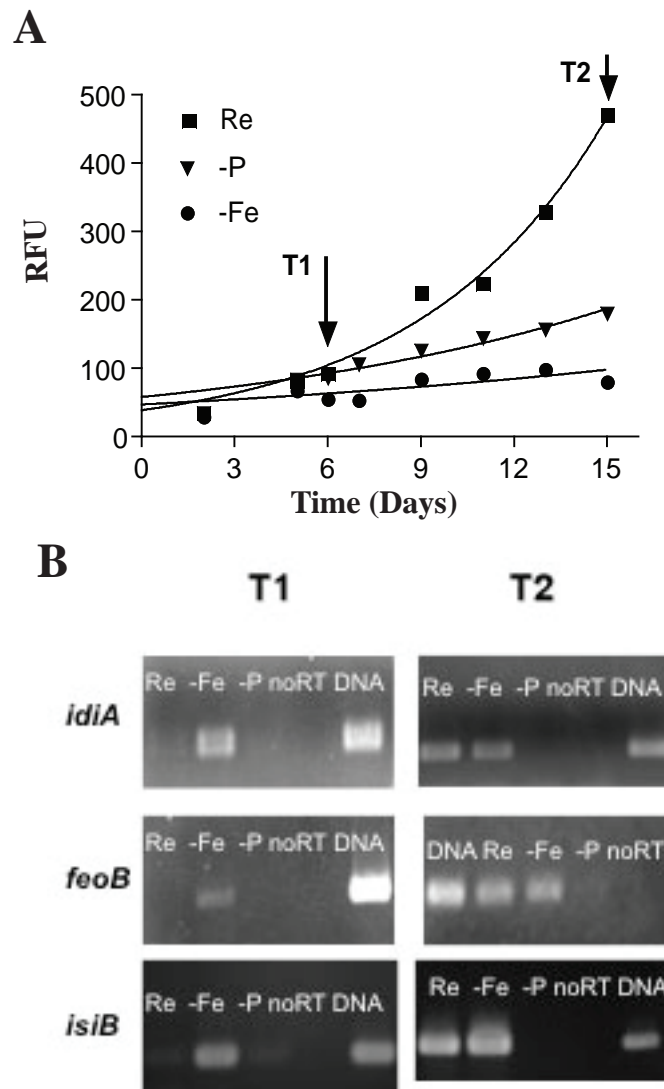 A
T2
500
Re
400
-P
-Fe
300
RFU
T1
200
100
0
0 3 6 9 12 15
Time (Days)
B
T1 T2
Re -Fe -P noRT DNA
Re -Fe -P noRT DNA
idiA
Re -Fe -P noRT DNA
DNA Re -Fe -P noRT
feoB
Re -Fe -P noRT DNA
Re -Fe -P noRT DNA
isiB